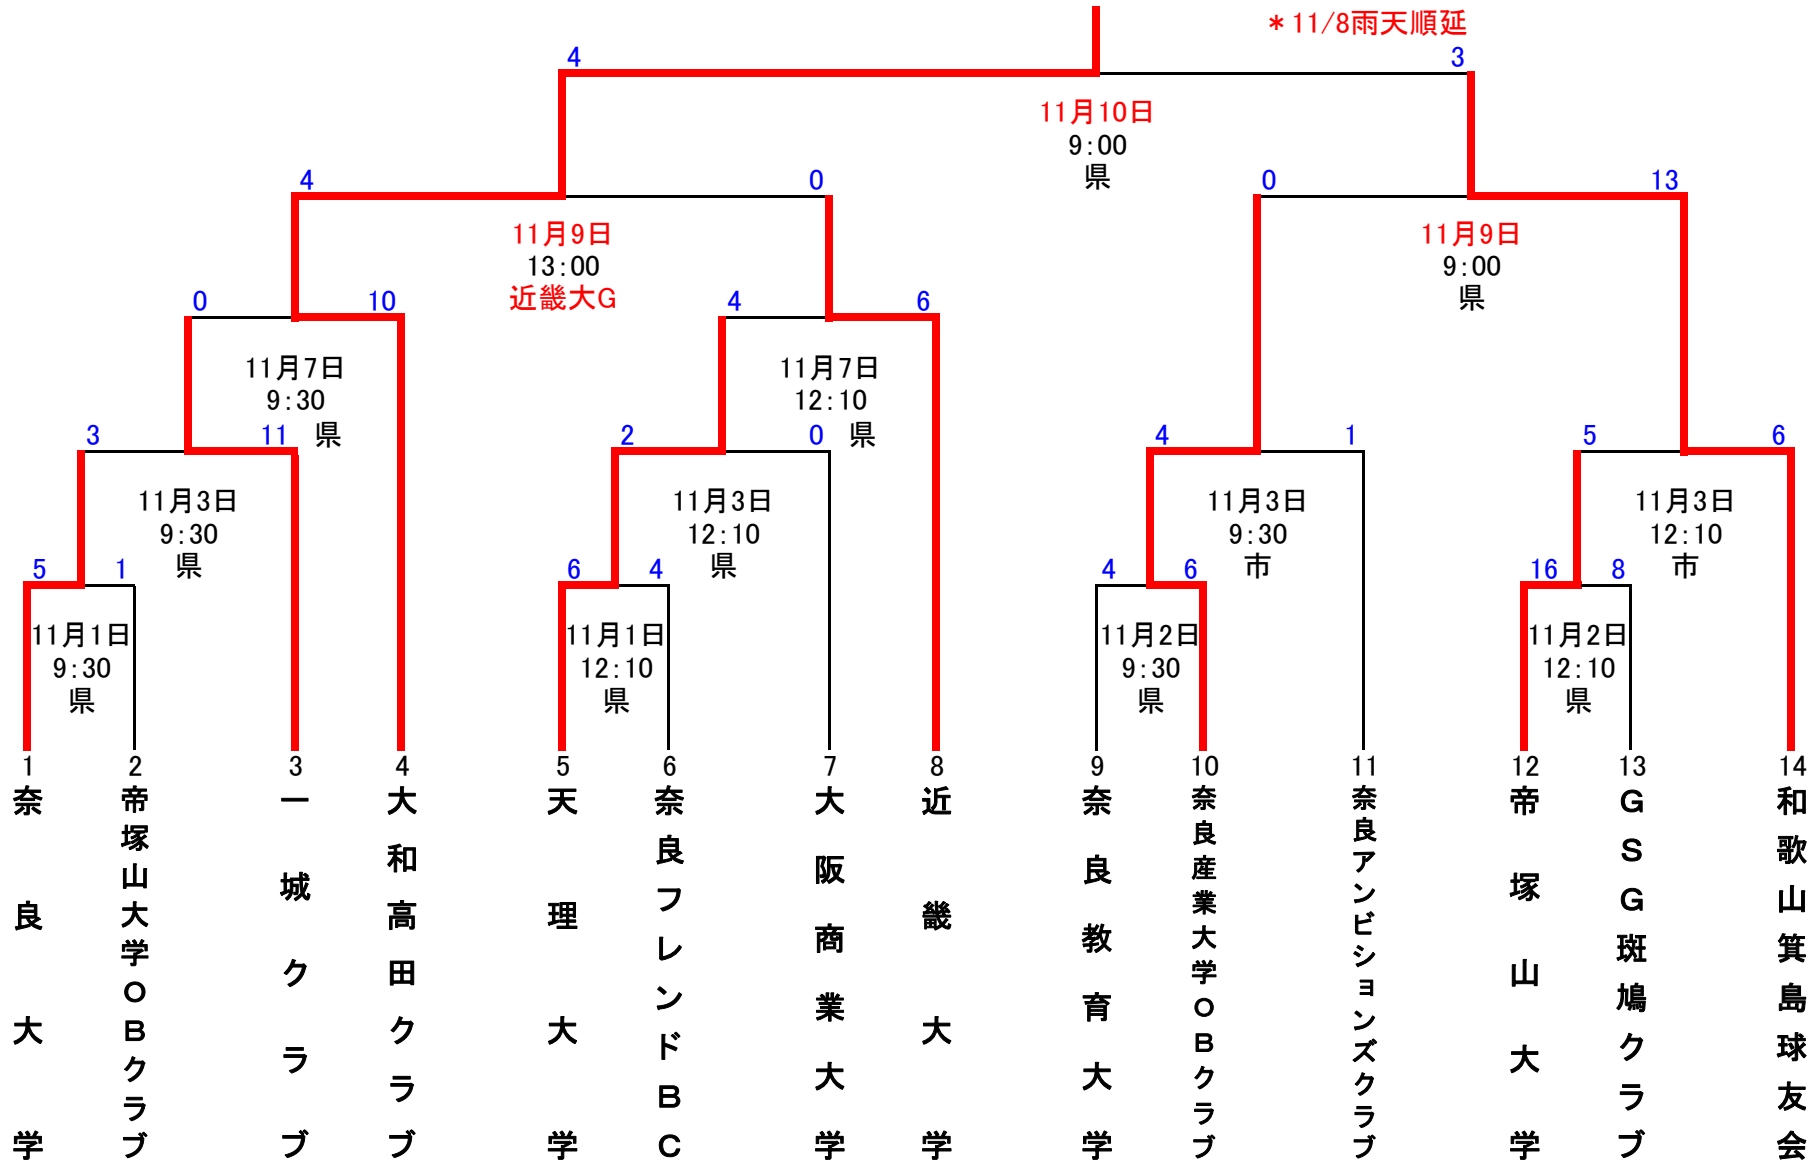 ＊11/8雨天順延
4 3
11月10日
9:00
県
4 0 0 13
11月9日
13:00
近畿大G
11月9日
9:00
県
0 10 4 6
11月7日
9:30
県
11月7日
12:10
県
3 11 2 0 4 1 5 6
11月3日
9:30
県
11月3日
12:10
県
11月3日
9:30
市
11月3日
12:10
市
5 1 6 4 4 6 16 8
11月1日
9:30
県
11月1日
12:10
県
11月2日
9:30
県
11月2日
12:10
県
1 奈良大学
2 帝塚山大学OBクラブ
3 一城クラブ
4 大和高田クラブ
5 天理大学
6 奈良フレンドBC
7 大阪商業大学
8 近畿大学
9 奈良教育大学
10 奈良産業大学OBクラブ
11 奈良アンビションズクラブ
12 帝塚山大学
13 GSG斑鳩クラブ
14 和歌山箕島球友会